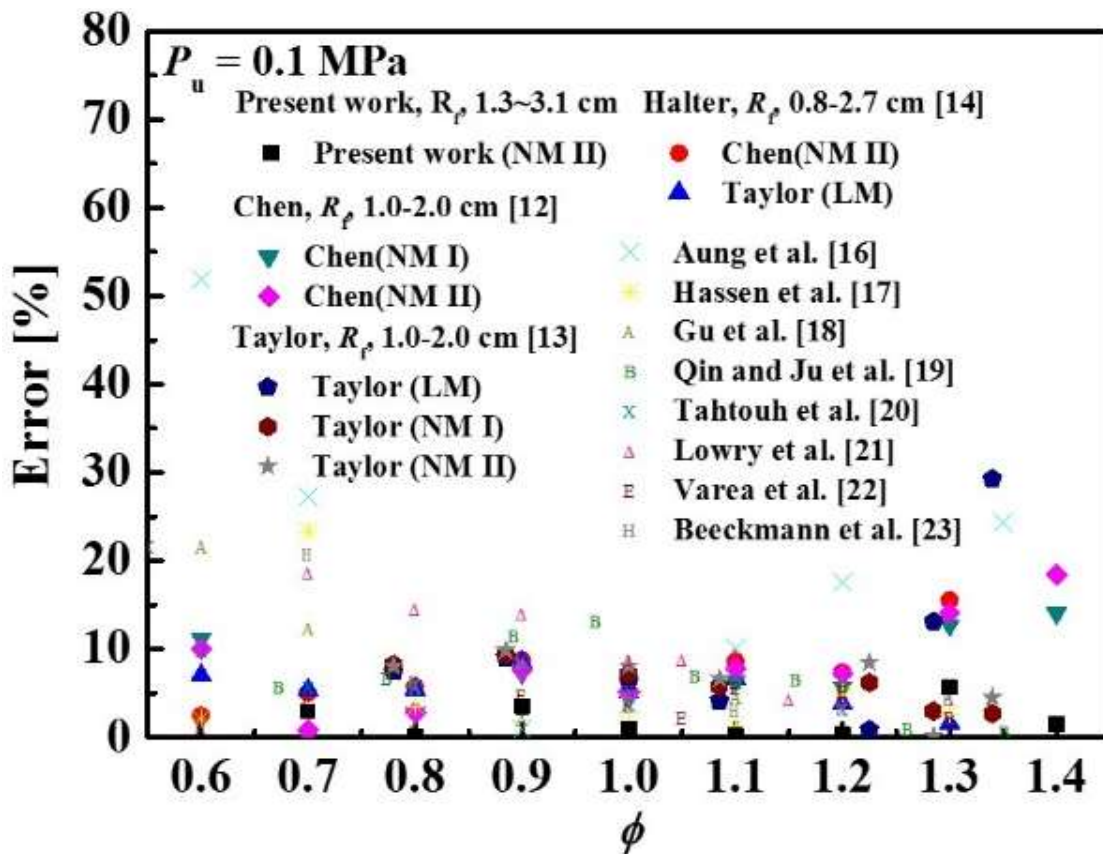 80
70
60
50
40
30
20
10
0
Error [%]
P_u = 0.1 MPa
Present work, R_f, 1.3~3.1 cm
Present work (NM II)
Chen, R_f, 1.0-2.0 cm [12]
Chen(NM I)
Chen(NM II)
Taylor, R_f, 1.0-2.0 cm [13]
Taylor (LM)
Taylor (NM I)
Taylor (NM II)
Halter, R_f, 0.8-2.7 cm [14]
Chen(NM II)
Taylor (LM)
Aung et al. [16]
Hassen et al. [17]
A Gu et al. [18]
B Qin and Ju et al. [19]
X Tahtouh et al. [20]
Δ Lowry et al. [21]
E Varea et al. [22]
H Beeckmann et al. [23]
0.6 0.7 0.8 0.9 1.0 1.1 1.2 1.3 1.4
ϕ